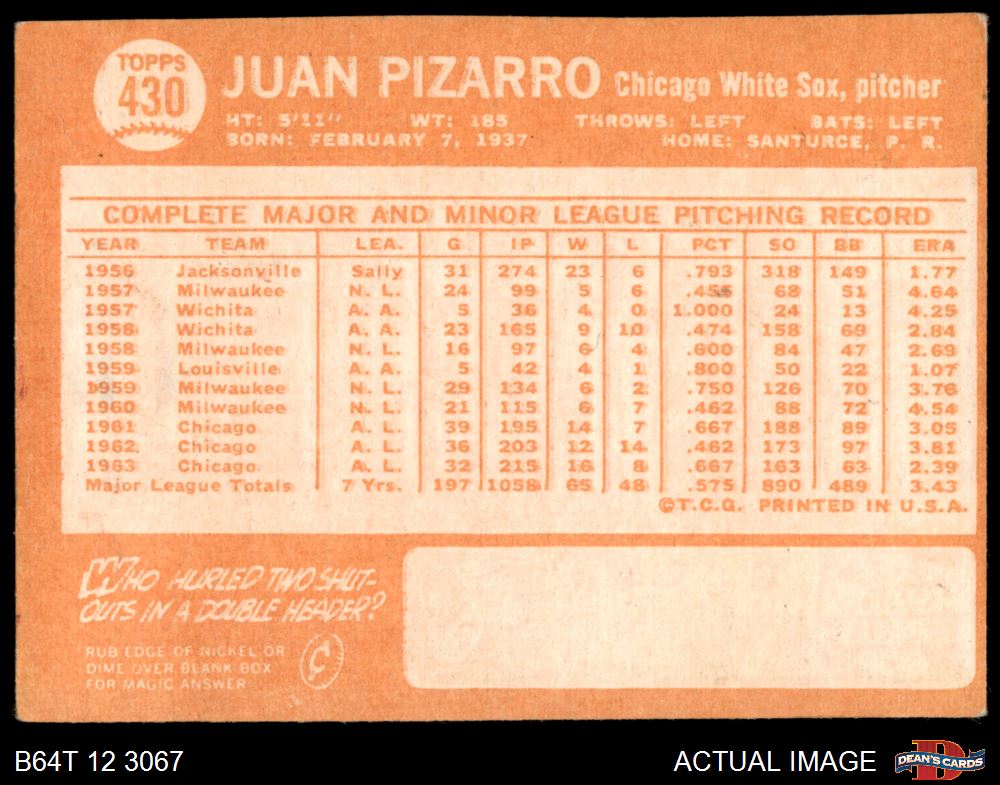 TOPPS
430
JUAN PIZARRO Chicago White Sox, pitcher
HT: 5'11" WT: 185 THROWS: LEFT BATS: LEFT
BORN: FEBRUARY 7, 1937 HOME: SANTURCE, P. R.
COMPLETE MAJOR AND MINOR LEAGUE PITCHING RECORD
YEAR TEAM LEA. G IP W L PCT SO BB ERA
1956 Jacksonville Sally 31 274 23 6 .793 318 149 1.77
1957 Milwaukee N. L. 24 99 5 6 .455 68 51 4.64
1957 Wichita A. A. 5 36 4 0 1.000 24 13 4.25
1958 Wichita A. A. 23 165 9 10 .474 158 69 2.84
1958 Milwaukee N. L. 16 97 6 4 .600 84 47 2.69
1959 Louisville A. A. 5 42 4 1 .800 50 22 1.07
1959 Milwaukee N. L. 29 134 6 2 .750 126 70 3.76
1960 Milwaukee N. L. 21 115 6 7 .462 88 72 4.54
1961 Chicago A. L. 39 195 14 7 .667 188 89 3.05
1962 Chicago A. L. 36 203 12 14 .462 173 97 3.81
1963 Chicago A. L. 32 215 16 8 .667 163 63 2.39
Major League Totals 7 Yrs. 197 1058 65 48 .575 890 489 3.43
©T.C.G. PRINTED IN U.S.A.
WHO HURLED TWO SHUT-
OUTS IN A DOUBLE HEADER?
RUB EDGE OF NICKEL OR
DIME OVER BLANK BOX
FOR MAGIC ANSWER
B64T 12 3067 ACTUAL IMAGE DEAN'S CARDS